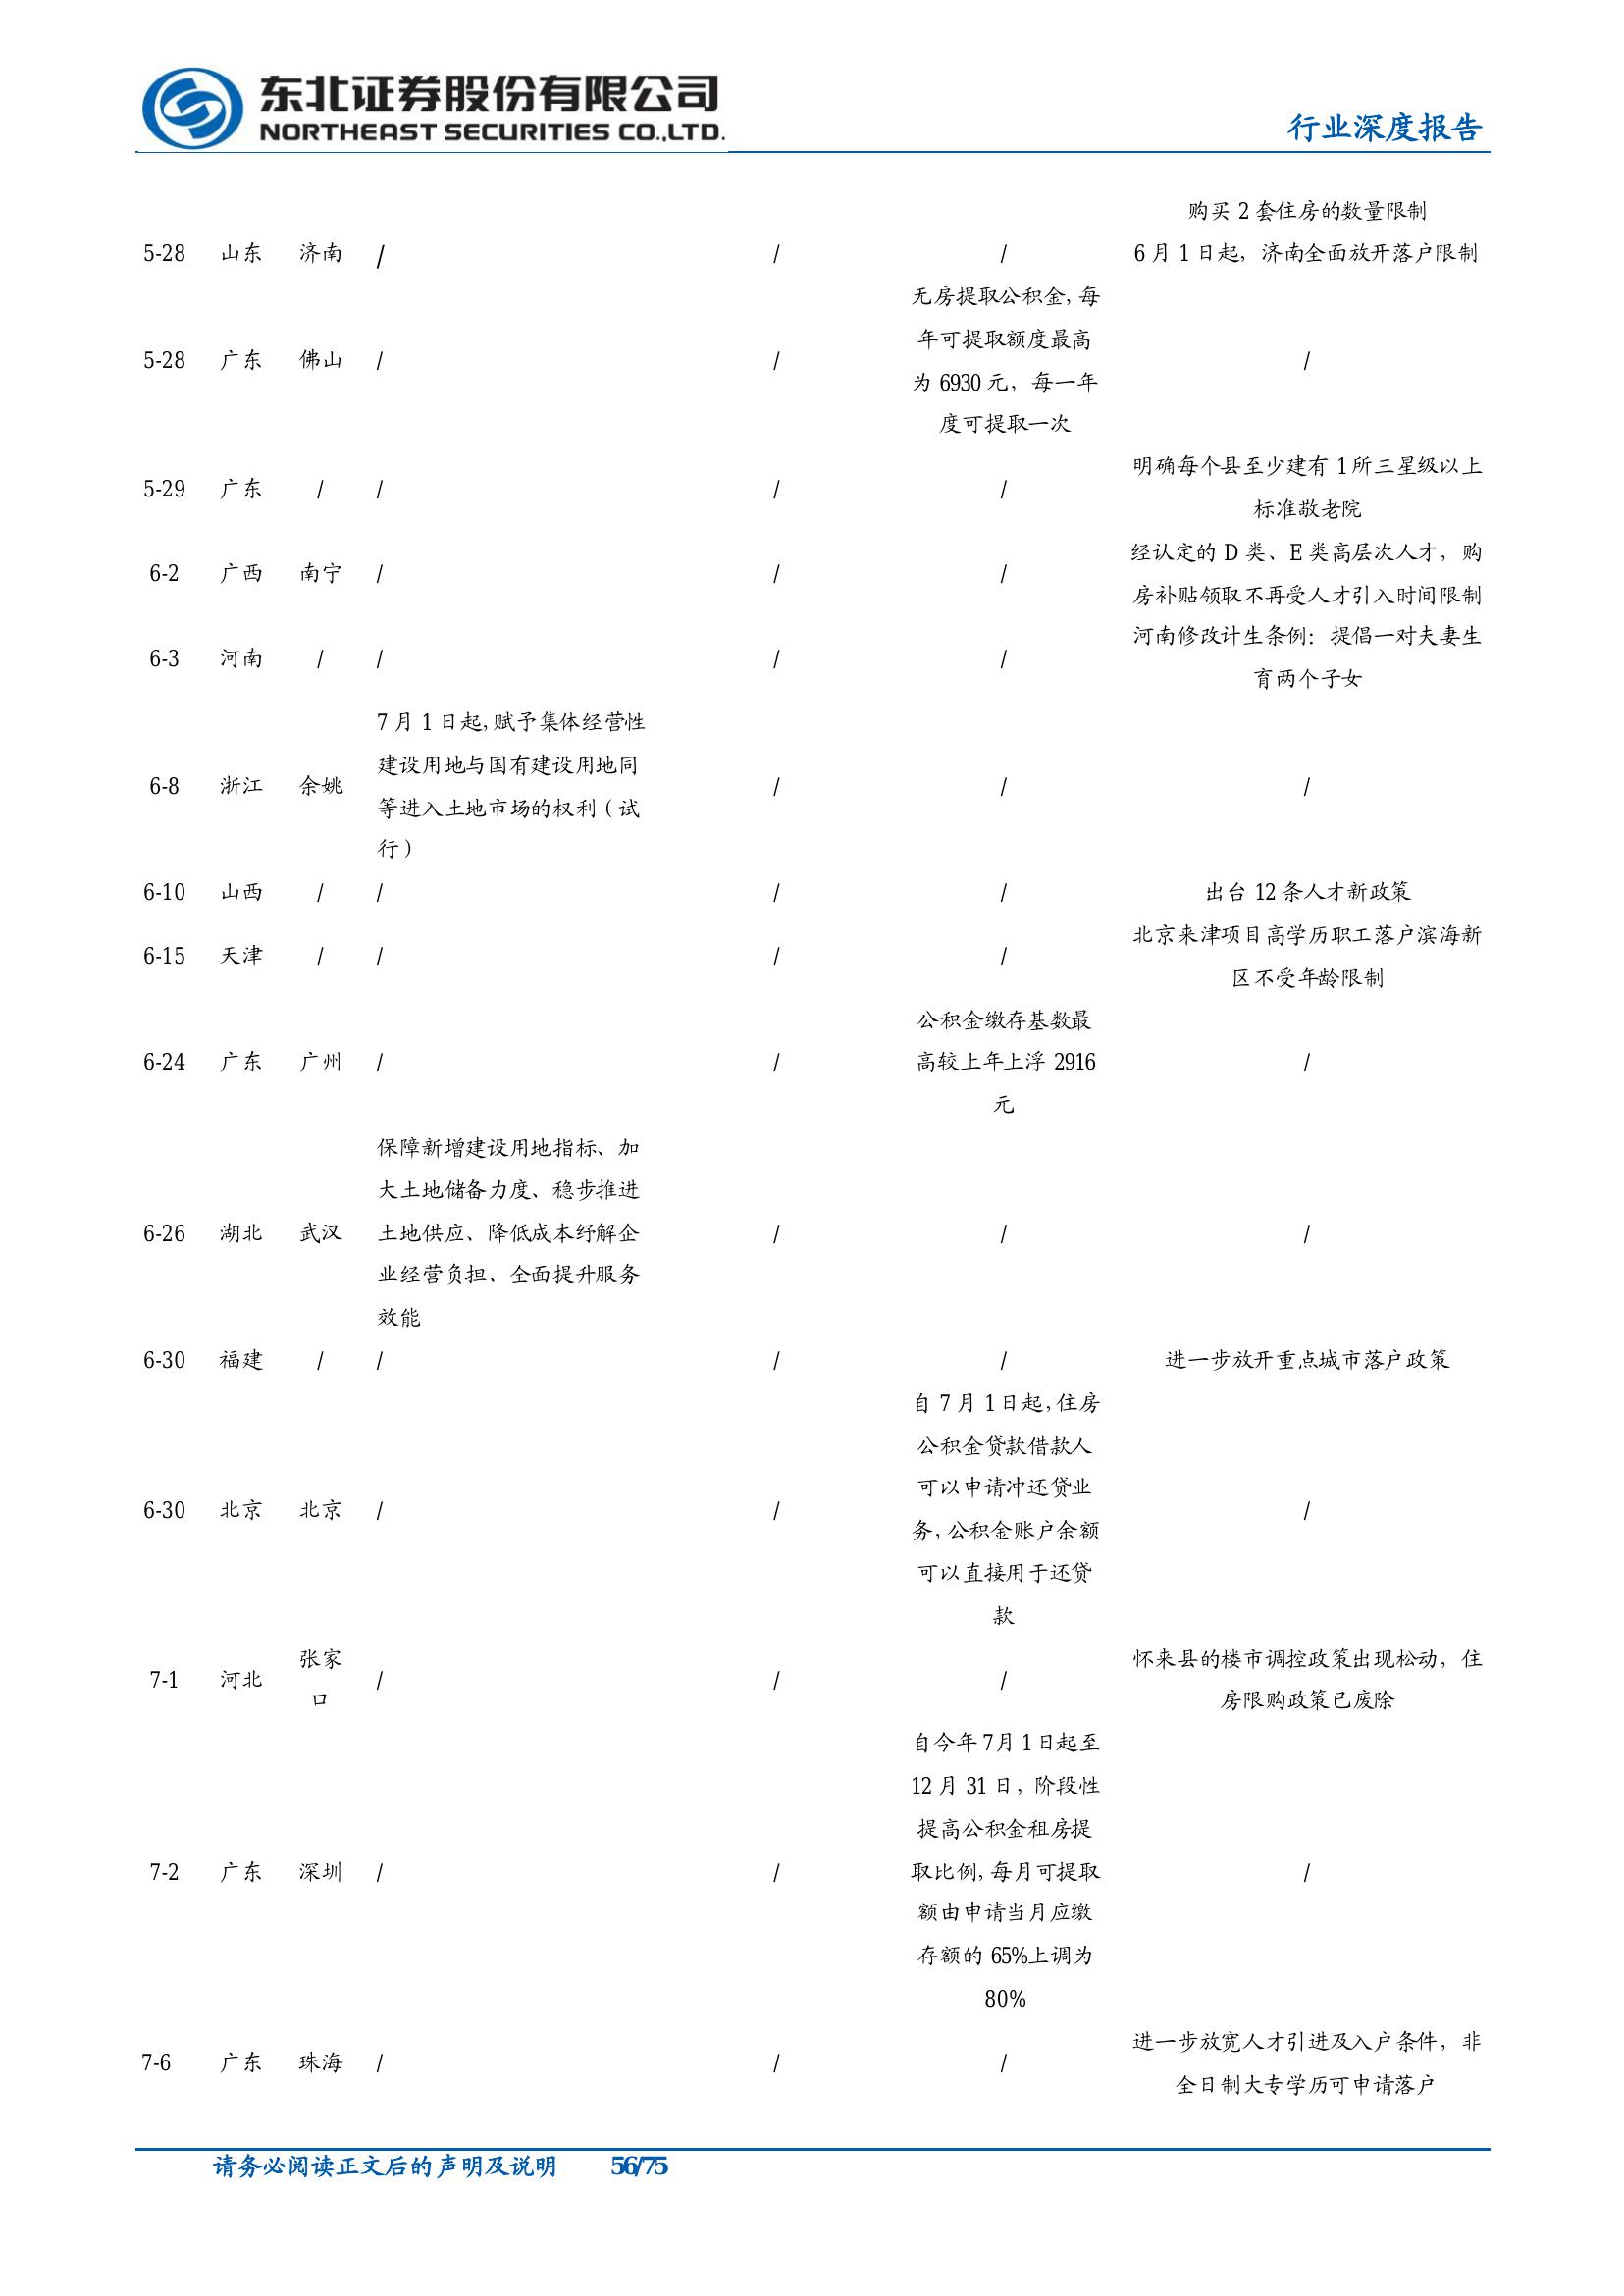 东北证券股份有限公司
NORTHEAST SECURITIES CO.,LTD.
行业深度报告
购买 2 套住房的数量限制
5-28 山东 济南 / / / 6 月 1 日起，济南全面放开落户限制
无房提取公积金，每
年可提取额度最高
5-28 广东 佛山 / / /
为 6930 元，每一年
度可提取一次
明确每个县至少建有 1 所三星级以上
5-29 广东 / / / /
标准敬老院
经认定的 D 类、E 类高层次人才，购
6-2 广西 南宁 / / /
房补贴领取不再受人才引入时间限制
河南修改计生条例：提倡一对夫妻生
6-3 河南 / / / /
育两个子女
7 月 1 日起，赋予集体经营性
建设用地与国有建设用地同
6-8 浙江 余姚 / / /
等进入土地市场的权利（试
行）
6-10 山西 / / / / 出台 12 条人才新政策
北京来津项目高学历职工落户滨海新
6-15 天津 / / / /
区不受年龄限制
公积金缴存基数最
6-24 广东 广州 / / 高较上年上浮 2916 /
元
保障新增建设用地指标、加
大土地储备力度、稳步推进
6-26 湖北 武汉 土地供应、降低成本纾解企 / / /
业经营负担、全面提升服务
效能
6-30 福建 / / / / 进一步放开重点城市落户政策
自 7 月 1 日起，住房
公积金贷款借款人
可以申请冲还贷业
6-30 北京 北京 / / /
务，公积金账户余额
可以直接用于还贷
款
张家
怀来县的楼市调控政策出现松动，住
7-1 河北 / / /
口
房限购政策已废除
自今年 7 月 1 日起至
12 月 31 日，阶段性
提高公积金租房提
7-2 广东 深圳 / / 取比例，每月可提取 /
额由申请当月应缴
存额的 65%上调为
80%
进一步放宽人才引进及入户条件，非
7-6 广东 珠海 / / /
全日制大专学历可申请落户
请务必阅读正文后的声明及说明 56/75